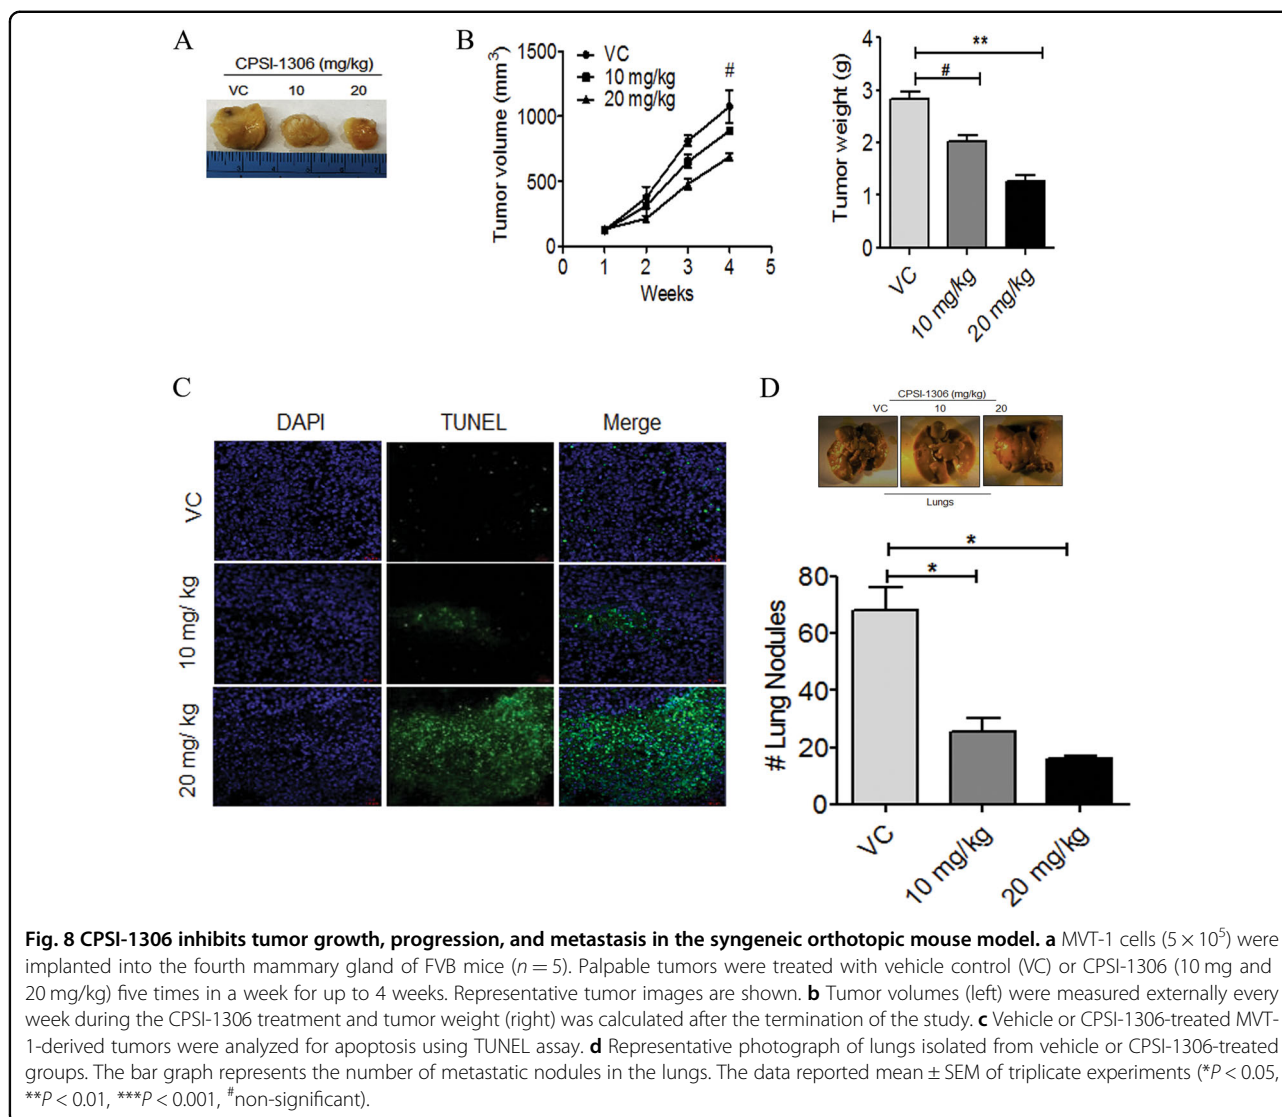 A
CPSI-1306 (mg/kg)
VC 10 20
B
Tumor volume (mm³)
1500
1000
500
0
VC
10 mg/kg
20 mg/kg
#
0 1 2 3 4 5
Weeks
Tumor weight (g)
4
3
2
1
0
**
#
VC
10 mg/kg
20 mg/kg
C
DAPI TUNEL Merge
VC
10 mg/ kg
20 mg/ kg
D
CPSI-1306 (mg/kg)
VC 10 20
Lungs
# Lung Nodules
80
60
40
20
0
*
*
VC
10 mg/kg
20 mg/kg
Fig. 8 CPSI-1306 inhibits tumor growth, progression, and metastasis in the syngeneic orthotopic mouse model. a MVT-1 cells (5 × 10⁵) were
implanted into the fourth mammary gland of FVB mice (n = 5). Palpable tumors were treated with vehicle control (VC) or CPSI-1306 (10 mg and
20 mg/kg) five times in a week for up to 4 weeks. Representative tumor images are shown. b Tumor volumes (left) were measured externally every
week during the CPSI-1306 treatment and tumor weight (right) was calculated after the termination of the study. c Vehicle or CPSI-1306-treated MVT-
1-derived tumors were analyzed for apoptosis using TUNEL assay. d Representative photograph of lungs isolated from vehicle or CPSI-1306-treated
groups. The bar graph represents the number of metastatic nodules in the lungs. The data reported mean ± SEM of triplicate experiments (*P < 0.05,
**P < 0.01, ***P < 0.001, #non-significant).